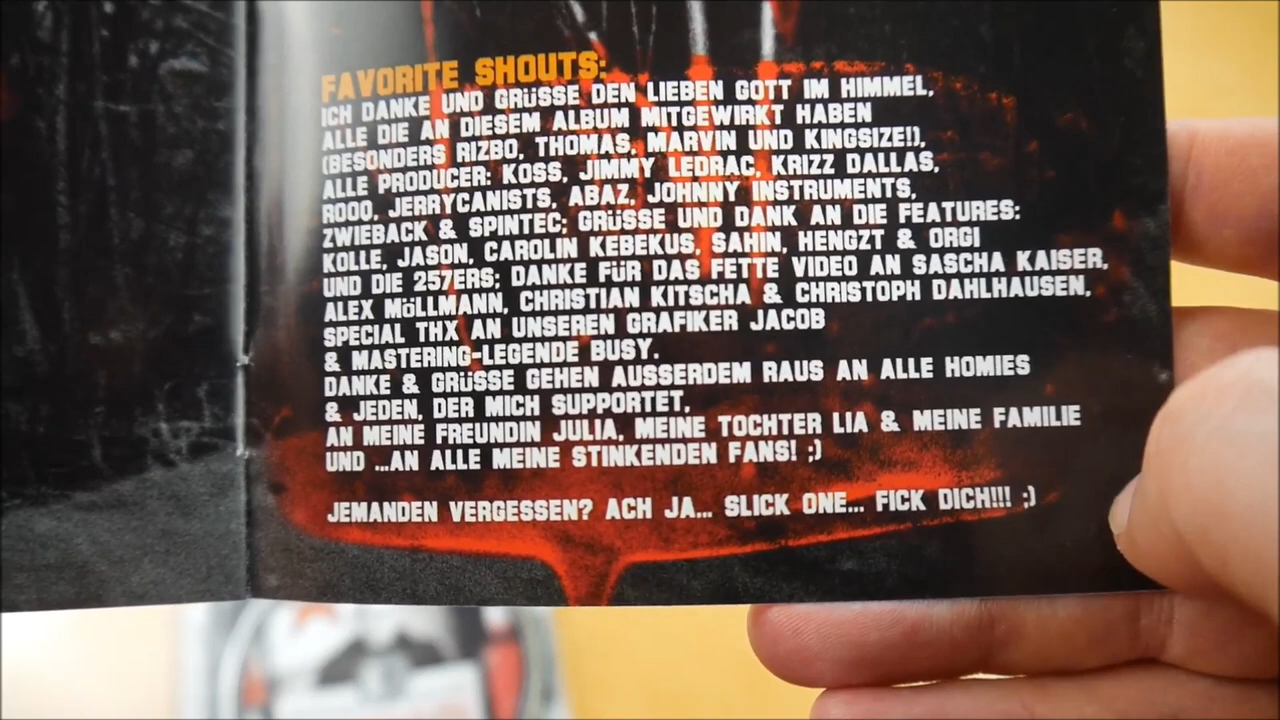 FAVORITE SHOUTS:
ICH DANKE UND GRÜSSE DEN LIEBEN GOTT IM HIMMEL,
ALLE DIE AN DIESEM ALBUM MITGEWIRKT HABEN
(BESONDERS RIZBO, THOMAS, MARVIN UND KINGSIZE!),
ALLE PRODUCER: KOSS, JIMMY LEDRAC, KRIZZ DALLAS,
ROOO, JERRYCANISTS, ABAZ, JOHNNY INSTRUMENTS,
ZWIEBACK & SPINTEC; GRÜSSE UND DANK AN DIE FEATURES:
KOLLE, JASON, CAROLIN KEBEKUS, SAHIN, HENGZT & ORGI
UND DIE 257ERS; DANKE FÜR DAS FETTE VIDEO AN SASCHA KAISER,
ALEX MÖLLMANN, CHRISTIAN KITSCHA & CHRISTOPH DAHLHAUSEN,
SPECIAL THX AN UNSEREN GRAFIKER JACOB
& MASTERING-LEGENDE BUSY.
DANKE & GRÜSSE GEHEN AUSSERDEM RAUS AN ALLE HOMIES
& JEDEN, DER MICH SUPPORTET,
AN MEINE FREUNDIN JULIA, MEINE TOCHTER LIA & MEINE FAMILIE
UND ...AN ALLE MEINE STINKENDEN FANS! ;)
JEMANDEN VERGESSEN? ACH JA... SLICK ONE... FICK DICH!!! ;)